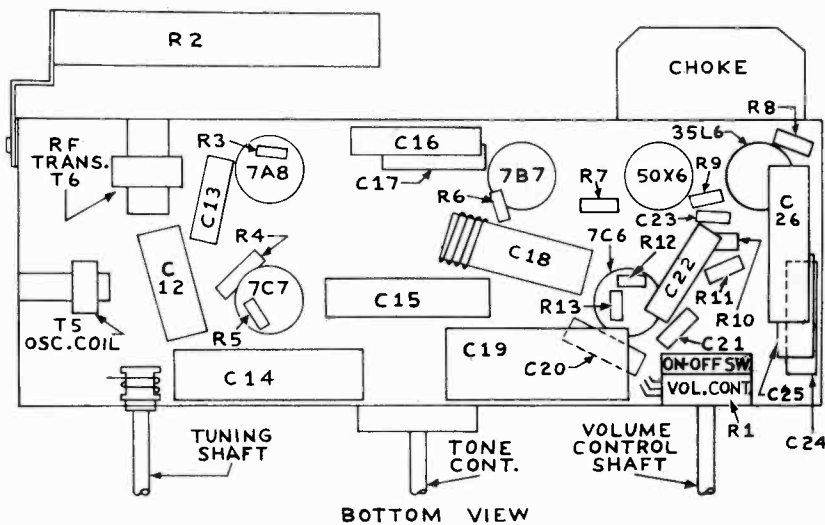 R2
CHOKE
R8
35L6
RF
TRANS.
T6
R3
7A8
C13
C16
C17
7B7
R6
R7
50X6
R9
C23
C
26
R4
C
12
7C7
R5
C18
7C6
R12
C22
R11
R10
R13
C15
T5
OSC.COIL
C14
C19
C20
C21
ON-OFF SW.
VOL.CONT.
R1
C25
C24
TUNING
SHAFT
TONE
CONT.
VOLUME
CONTROL
SHAFT
BOTTOM VIEW